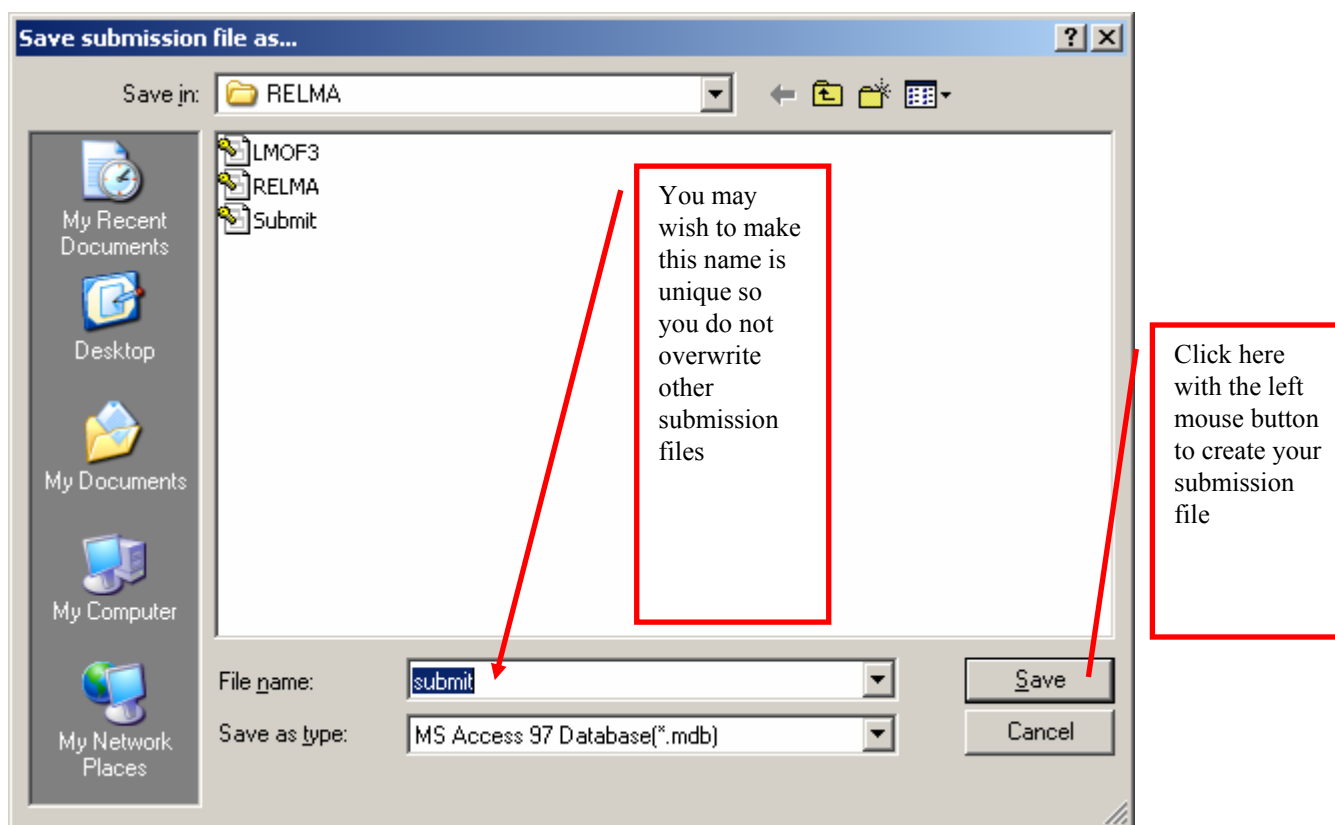 Save submission file as...
Save in:
RELMA
My Recent
Documents
Desktop
My Documents
My Computer
My Network
Places
LMOF3
RELMA
Submit
You may
wish to make
this name is
unique so
you do not
overwrite
other
submission
files
Click here
with the left
mouse button
to create your
submission
file
File name:
submit
Save
Save as type:
MS Access 97 Database(*.mdb)
Cancel